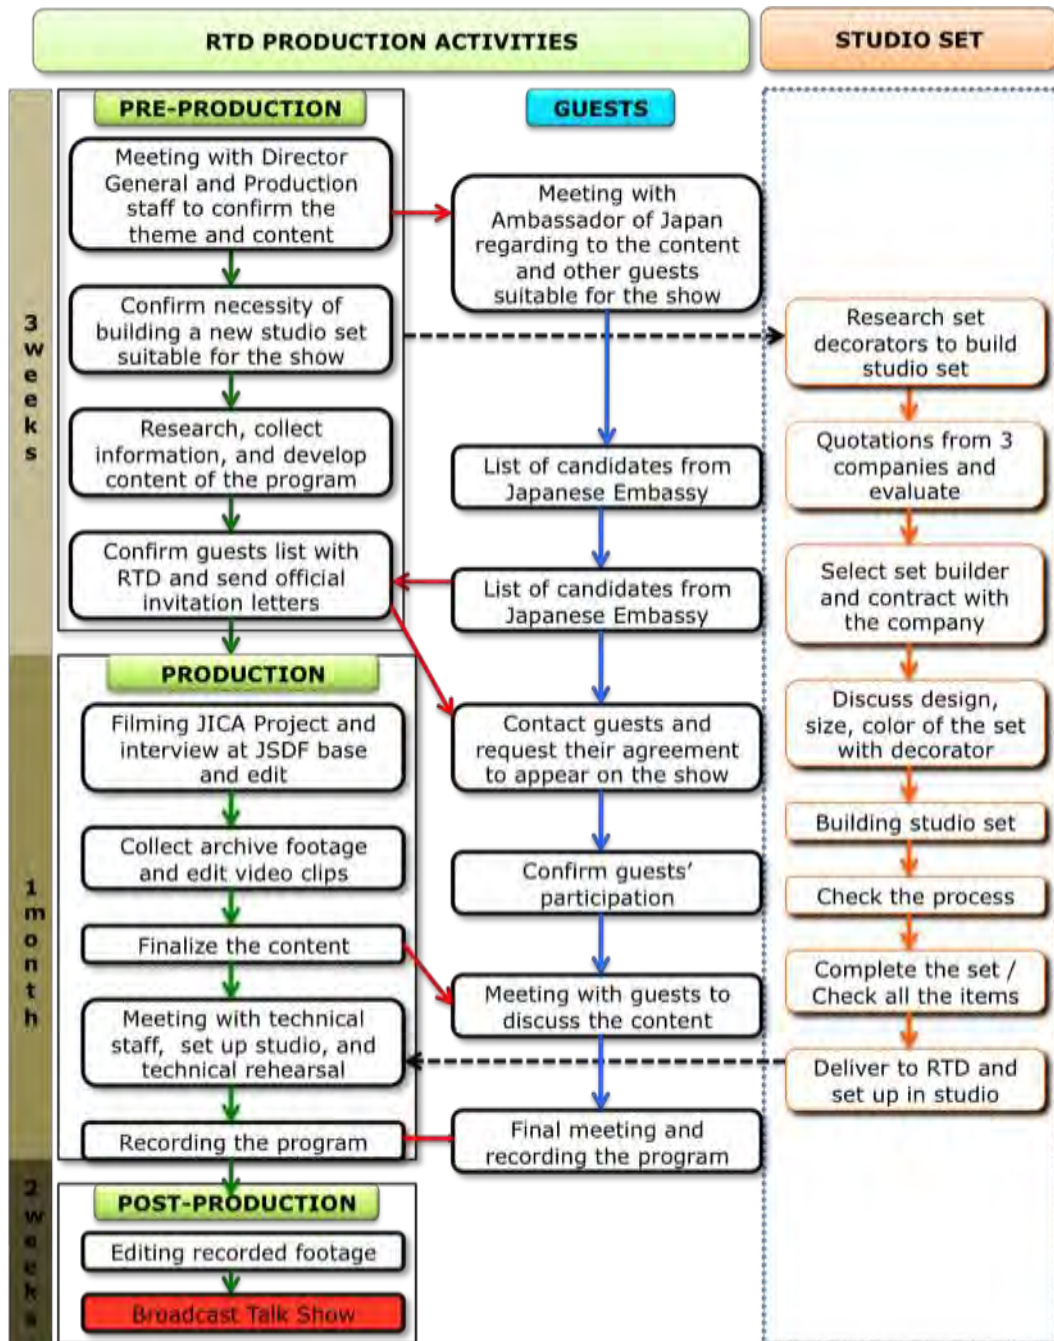 RTD PRODUCTION ACTIVITIES
STUDIO SET
3 weeks
PRE-PRODUCTION
Meeting with Director
General and Production
staff to confirm the
theme and content
Confirm necessity of
building a new studio set
suitable for the show
Research, collect
information, and develop
content of the program
Confirm guests list with
RTD and send official
invitation letters
1 month
PRODUCTION
Filming JICA Project and
interview at JSDF base
and edit
Collect archive footage
and edit video clips
Finalize the content
Meeting with technical
staff, set up studio, and
technical rehearsal
Recording the program
2 weeks
POST-PRODUCTION
Editing recorded footage
Broadcast Talk Show
GUESTS
Meeting with
Ambassador of Japan
regarding to the content
and other guests
suitable for the show
List of candidates from
Japanese Embassy
List of candidates from
Japanese Embassy
Contact guests and
request their agreement
to appear on the show
Confirm guests’
participation
Meeting with guests to
discuss the content
Final meeting and
recording the program
Research set
decorators to build
studio set
Quotations from 3
companies and
evaluate
Select set builder
and contract with
the company
Discuss design,
size, color of the set
with decorator
Building studio set
Check the process
Complete the set /
Check all the items
Deliver to RTD and
set up in studio